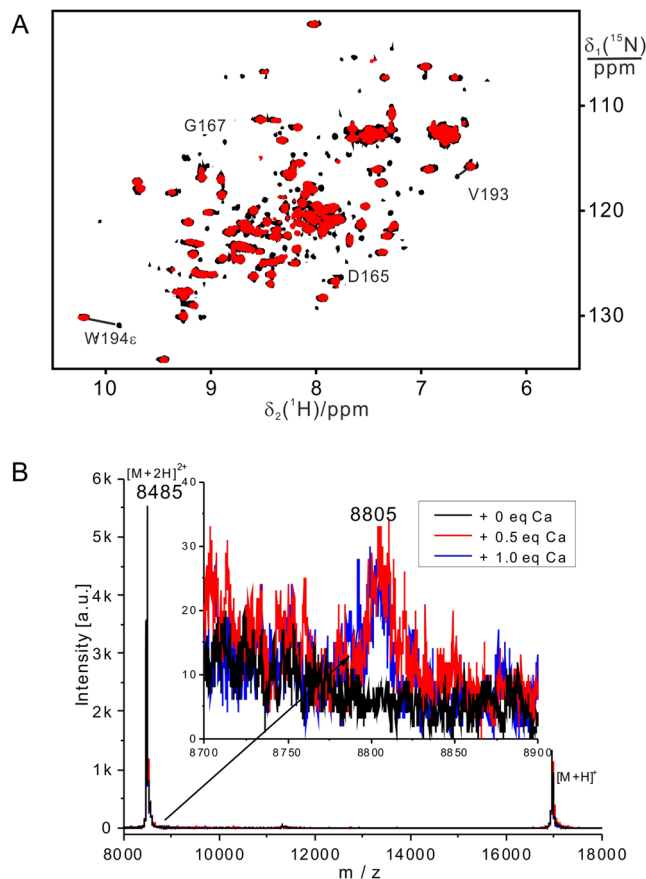 A
δ₁(¹⁵N)
ppm
G167
110
V193
120
D165
130
W194ε
10 9 8 7 6
δ₂(¹H)/ppm
B
[M+2H]²⁺
8485
6k
5k
4k
3k
2k
1k
0
Intensity [a.u.]
40
30
20
10
0
8805
+ 0 eq Ca
+ 0.5 eq Ca
+ 1.0 eq Ca
8700 8750 8800 8850 8900
[M+H]⁺
8000 10000 12000 14000 16000 18000
m / z